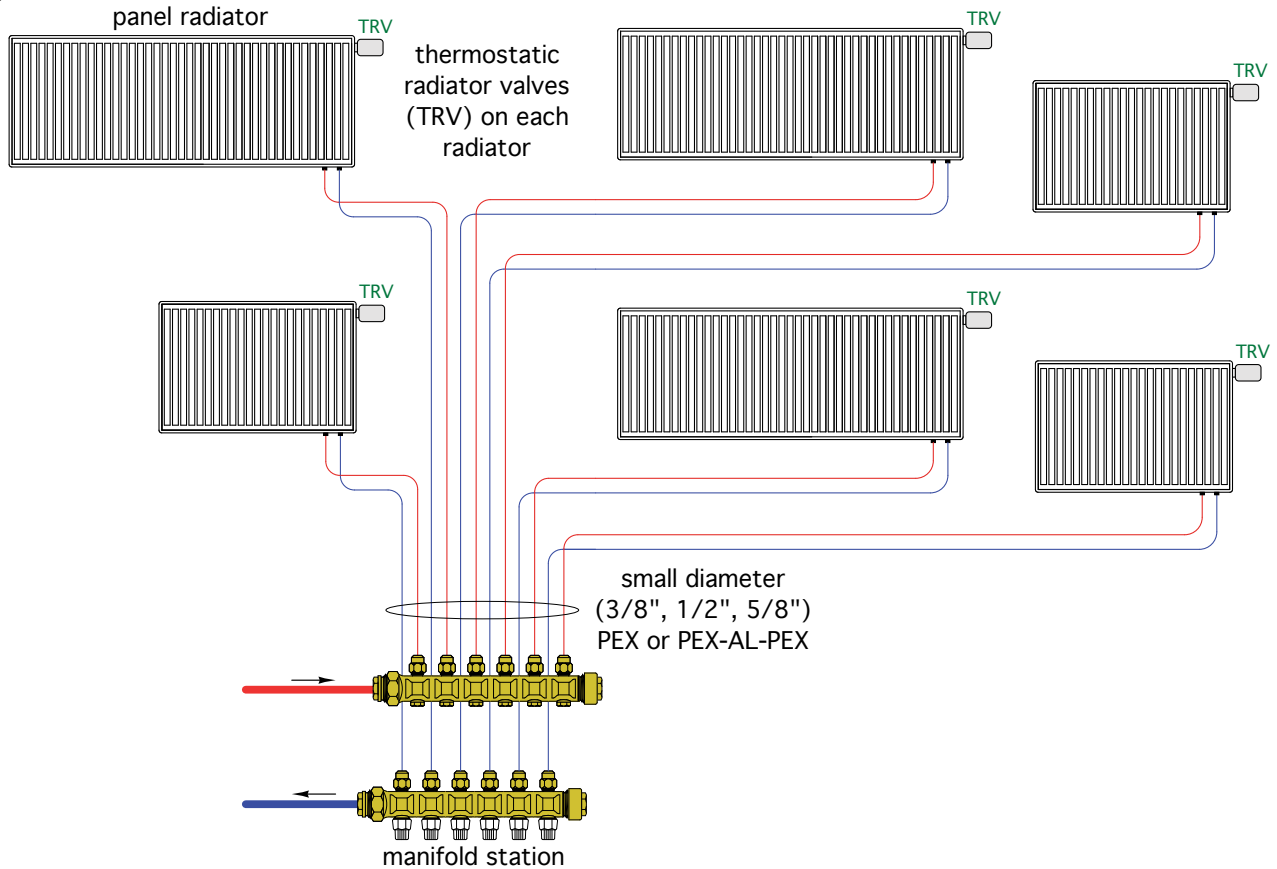 panel radiator
TRV
thermostatic
radiator valves
(TRV) on each
radiator
TRV
TRV
TRV
TRV
TRV
small diameter
(3/8", 1/2", 5/8")
PEX or PEX-AL-PEX
manifold station